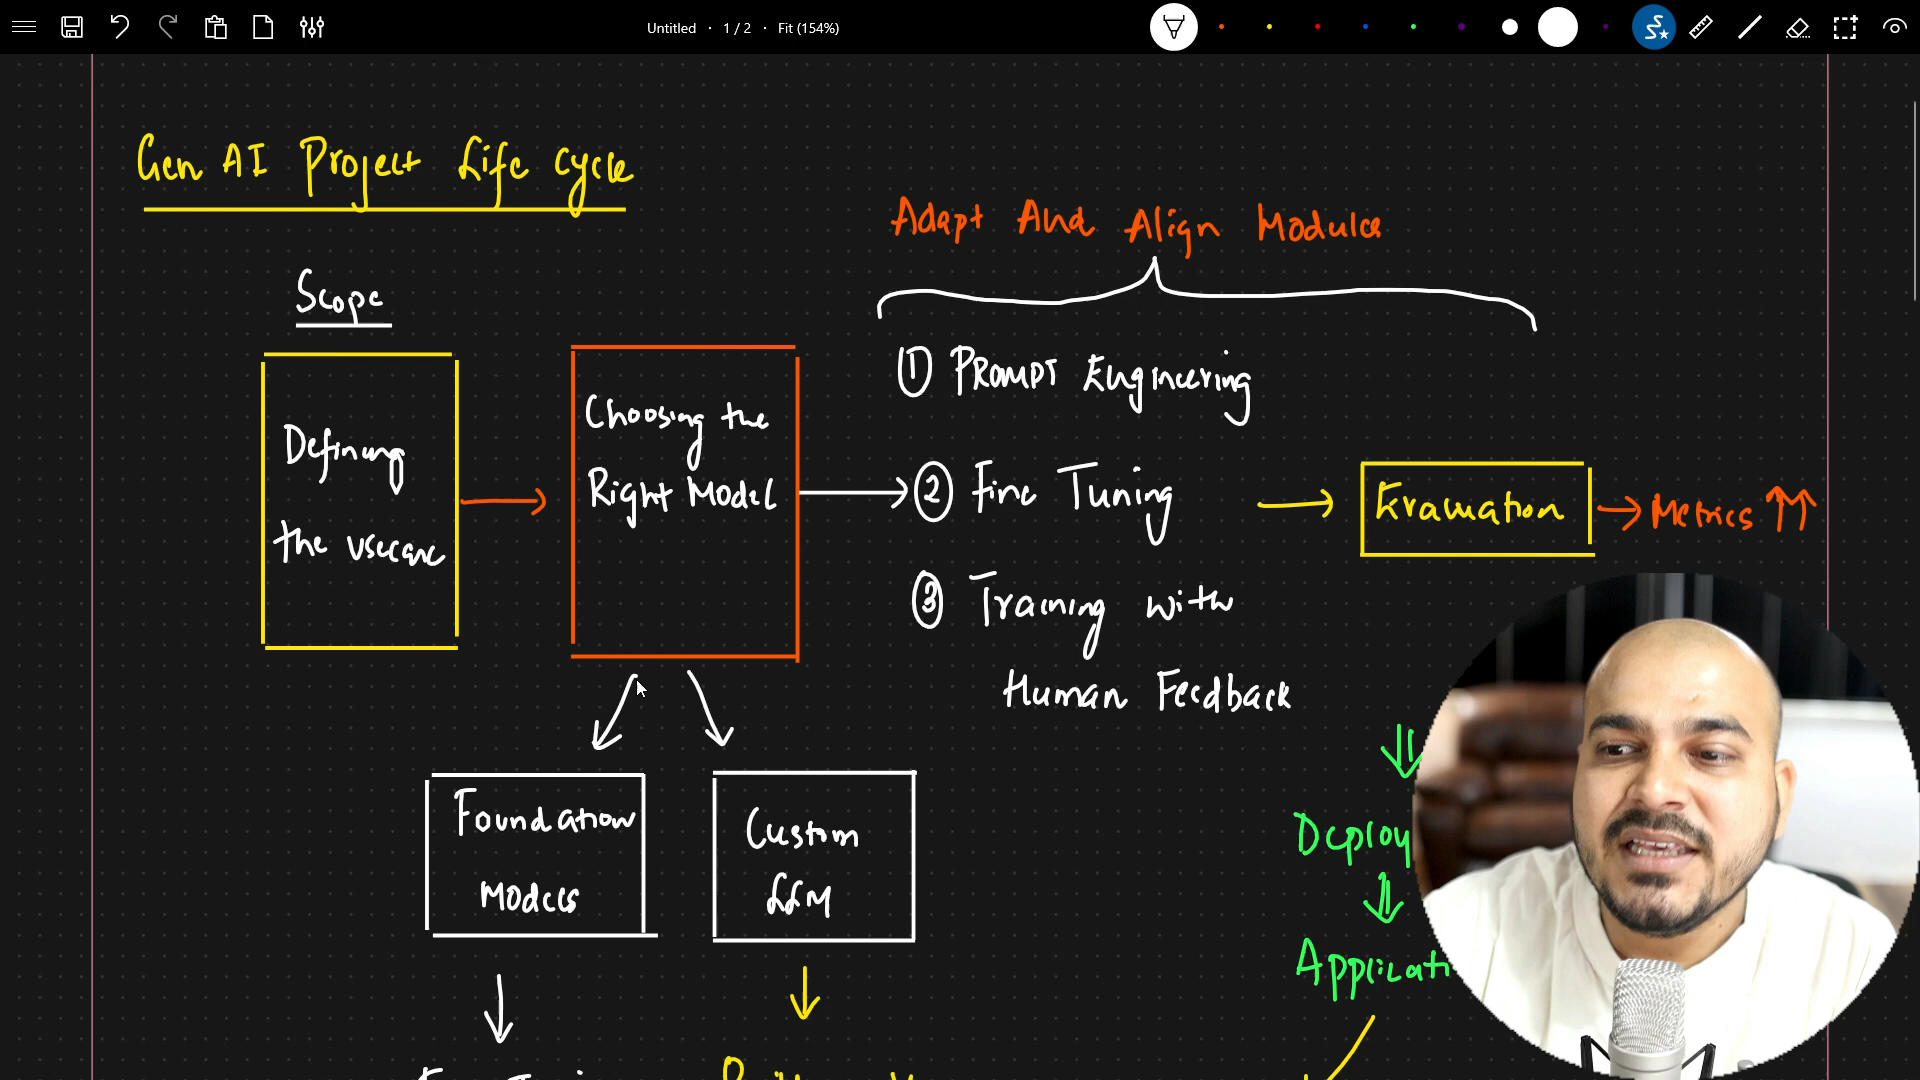 Untitled · 1 / 2 · Fit (154%)
Gen AI Project Life Cycle
Adapt And Align Modules
Scope
① PROMPT Engineering
Choosing the
Right Model
Defining
the usecase
② Fine Tuning
Evaluation
Metrics
③ Training with
Human Feedback
Foundation
Models
Custom
LLM
Deploy
Applicati